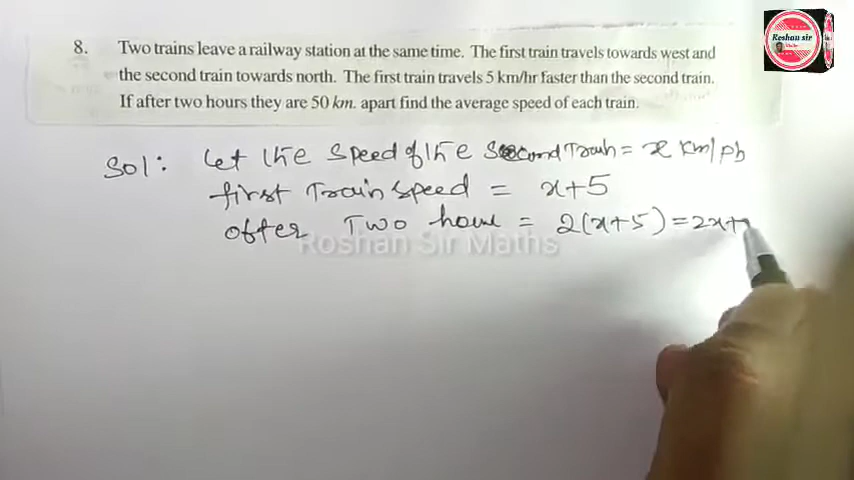 Reshan sir
8. Two trains leave a railway station at the same time. The first train travels towards west and
the second train towards north. The first train travels 5 km/hr faster than the second train.
If after two hours they are 50 km. apart find the average speed of each train.
Sol: let the speed of the Second Train = x km/ph
first Train speed = x+5
offer Two hour = 2(x+5) = 2x+
Roshan Sir Maths